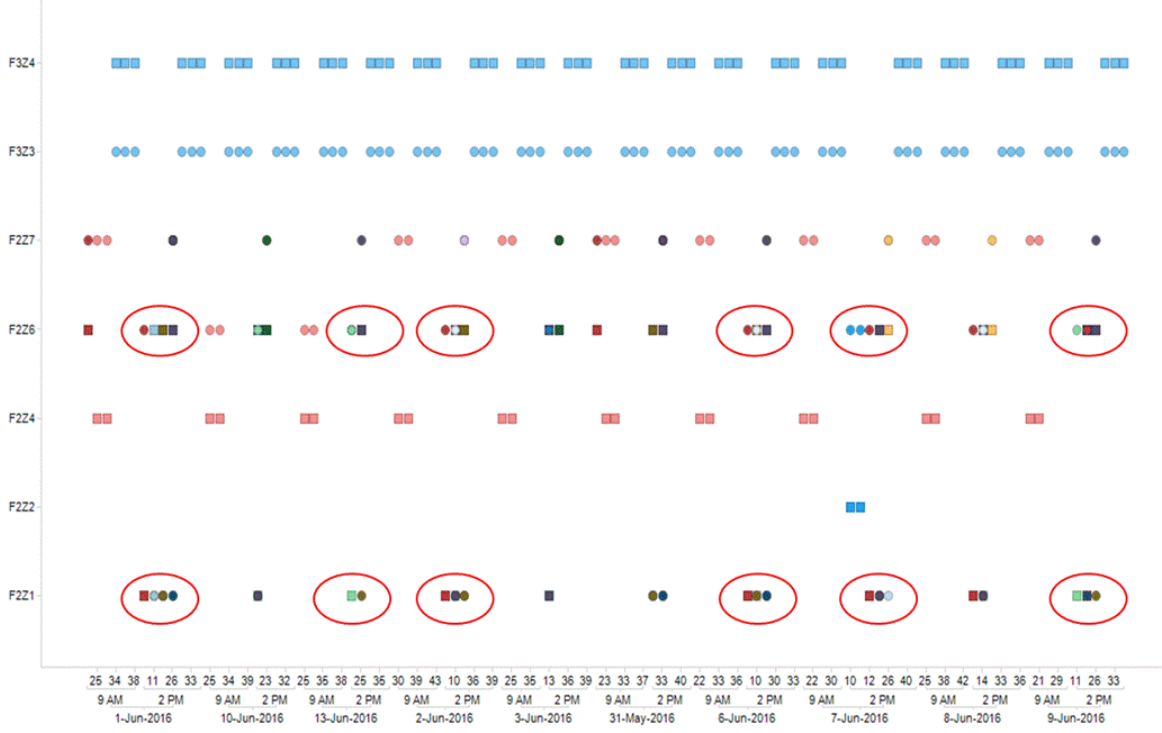 F3Z4
F3Z3
F2Z7
F2Z6
F2Z4
F2Z2
F2Z1
25 34 38 11 26 33 25 34 39 23 32 25 35 38 25 35 30 39 43 10 36 39 25 35 13 36 39 23 33 37 33 40 22 33 36 10 30 33 22 30 10 12 26 40 25 38 42 14 33 36 21 29 11 26 33
9 AM 2 PM 9 AM 2 PM 9 AM 2 PM 9 AM 2 PM 9 AM 2 PM 9 AM 2 PM 9 AM 2 PM 9 AM 2 PM 9 AM 2 PM 9 AM 2 PM
1-Jun-2016 10-Jun-2016 13-Jun-2016 2-Jun-2016 3-Jun-2016 31-May-2016 6-Jun-2016 7-Jun-2016 8-Jun-2016 9-Jun-2016